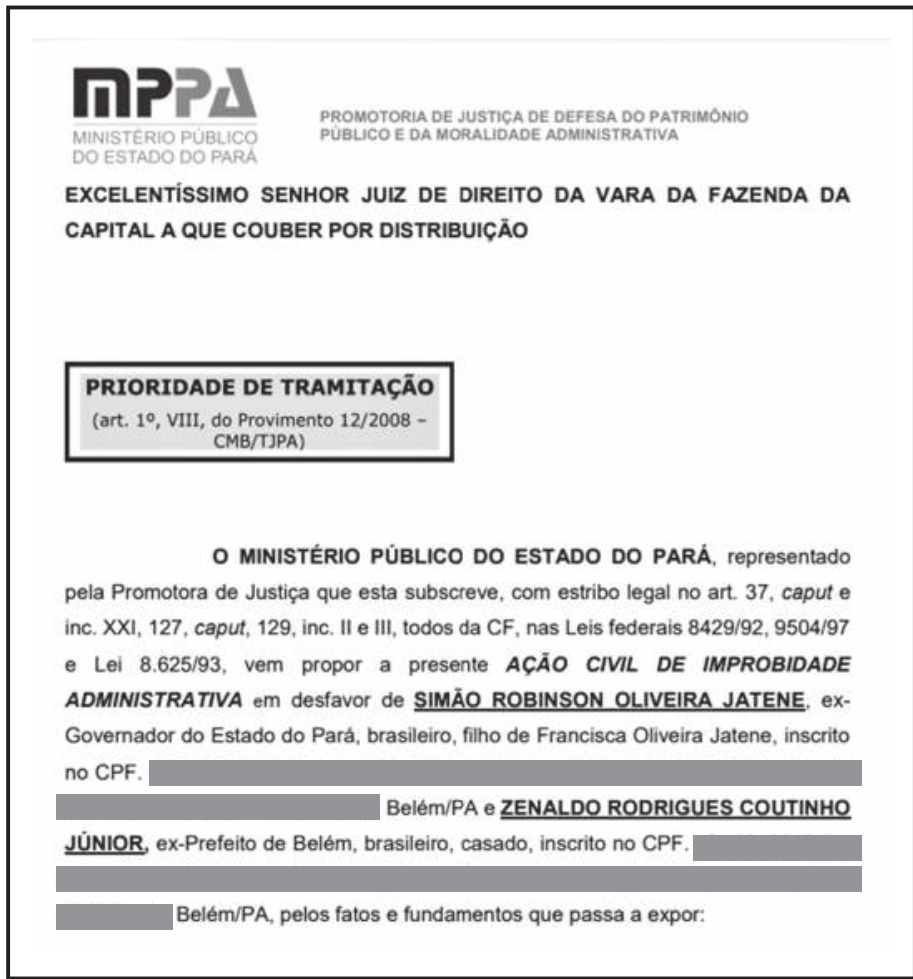 MPPA
MINISTÉRIO PÚBLICO
DO ESTADO DO PARÁ
PROMOTORIA DE JUSTIÇA DE DEFESA DO PATRIMÔNIO
PÚBLICO E DA MORALIDADE ADMINISTRATIVA
EXCELENTÍSSIMO SENHOR JUIZ DE DIREITO DA VARA DA FAZENDA DA
CAPITAL A QUE COUBER POR DISTRIBUIÇÃO
PRIORIDADE DE TRAMITAÇÃO
(art. 1º, VIII, do Provimento 12/2008 –
CMB/TJPA)
O MINISTÉRIO PÚBLICO DO ESTADO DO PARÁ, representado
pela Promotora de Justiça que esta subscreve, com estribo legal no art. 37, caput e
inc. XXI, 127, caput, 129, inc. II e III, todos da CF, nas Leis federais 8429/92, 9504/97
e Lei 8.625/93, vem propor a presente AÇÃO CIVIL DE IMPROBIDADE
ADMINISTRATIVA em desfavor de SIMÃO ROBINSON OLIVEIRA JATENE, ex-
Governador do Estado do Pará, brasileiro, filho de Francisca Oliveira Jatene, inscrito
no CPF.
Belém/PA e ZENALDO RODRIGUES COUTINHO
JÚNIOR, ex-Prefeito de Belém, brasileiro, casado, inscrito no CPF.
Belém/PA, pelos fatos e fundamentos que passa a expor: